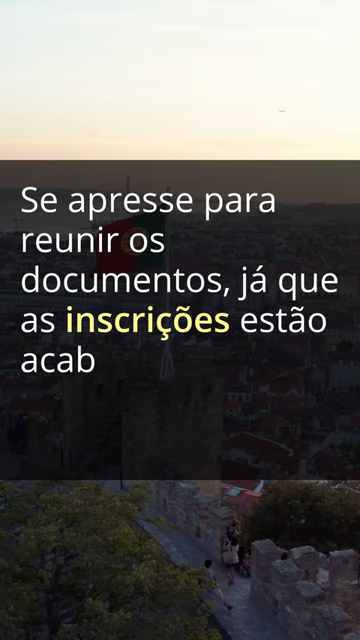 Se apresse para
reunir os
documentos, já que
as inscrições estão
acab